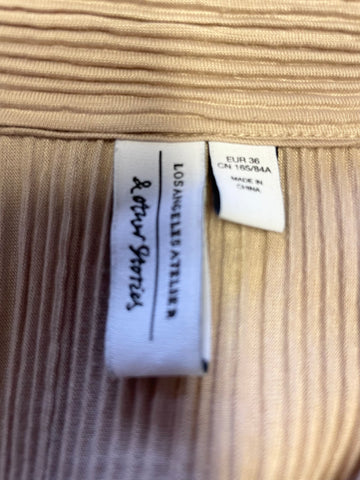 LOS ANGELES ATELIER
& other Stories
EUR 36
CN 165/84A
MADE IN
CHINA